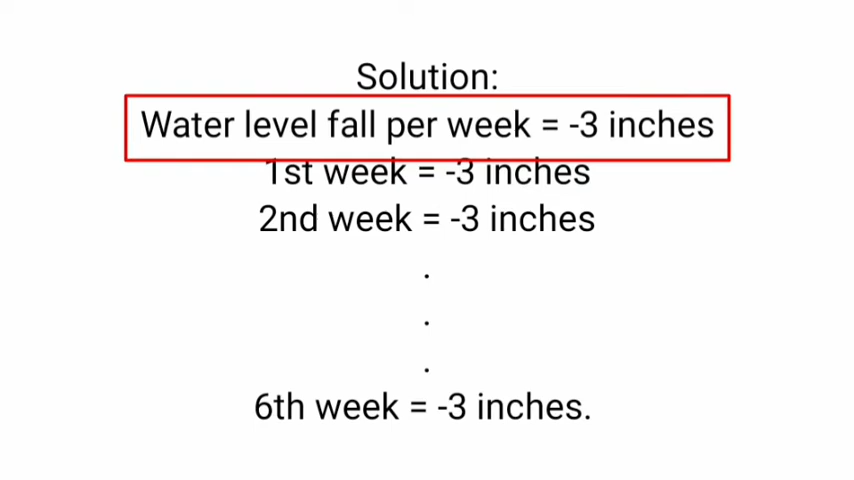 Solution:
Water level fall per week = -3 inches
1st week = -3 inches
2nd week = -3 inches
.
.
.
6th week = -3 inches.